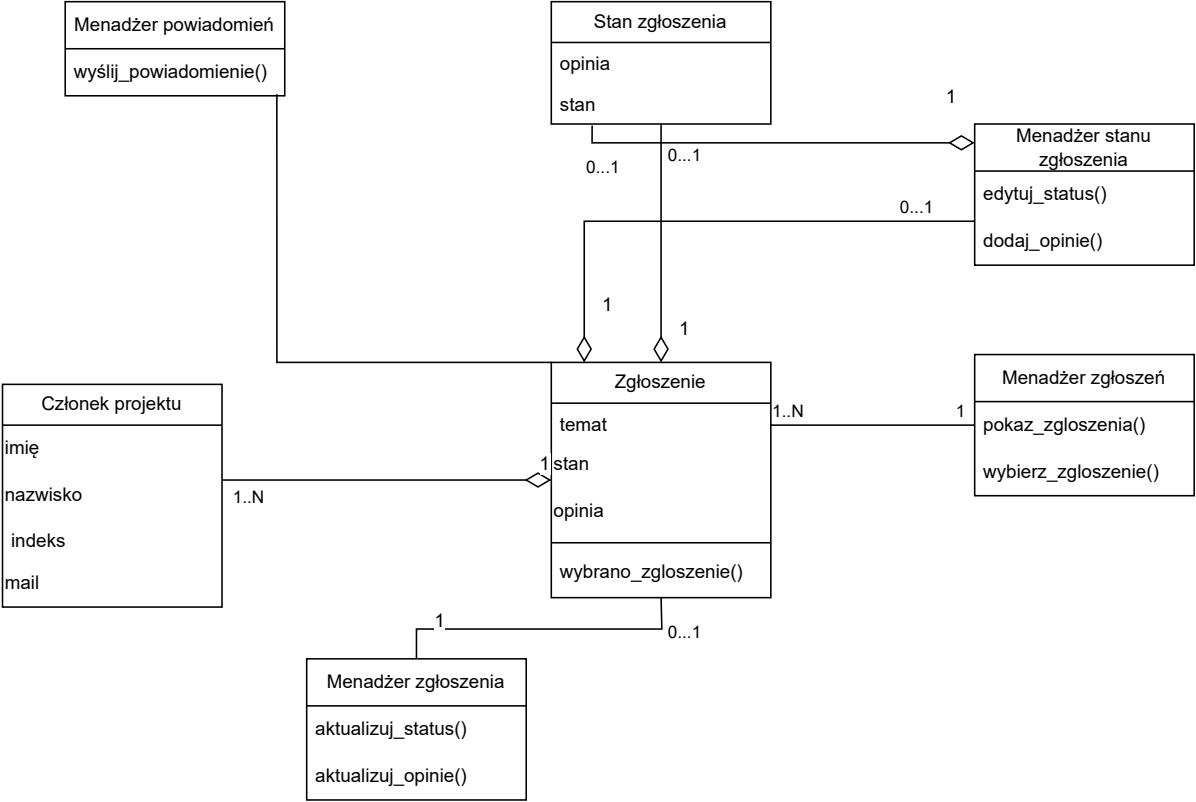 Menadżer powiadomień
wyślij_powiadomienie()
Stan zgłoszenia
opinia
stan
1
0...1
0...1
Menadżer stanu
zgłoszenia
edytuj_status()
dodaj_opinie()
0...1
1
1
Zgłoszenie
temat
stan
opinia
wybrano_zgloszenie()
1..N
1
Menadżer zgłoszeń
pokaz_zgloszenia()
wybierz_zgloszenie()
Członek projektu
imię
nazwisko
indeks
mail
1
1..N
1
0...1
Menadżer zgłoszenia
aktualizuj_status()
aktualizuj_opinie()